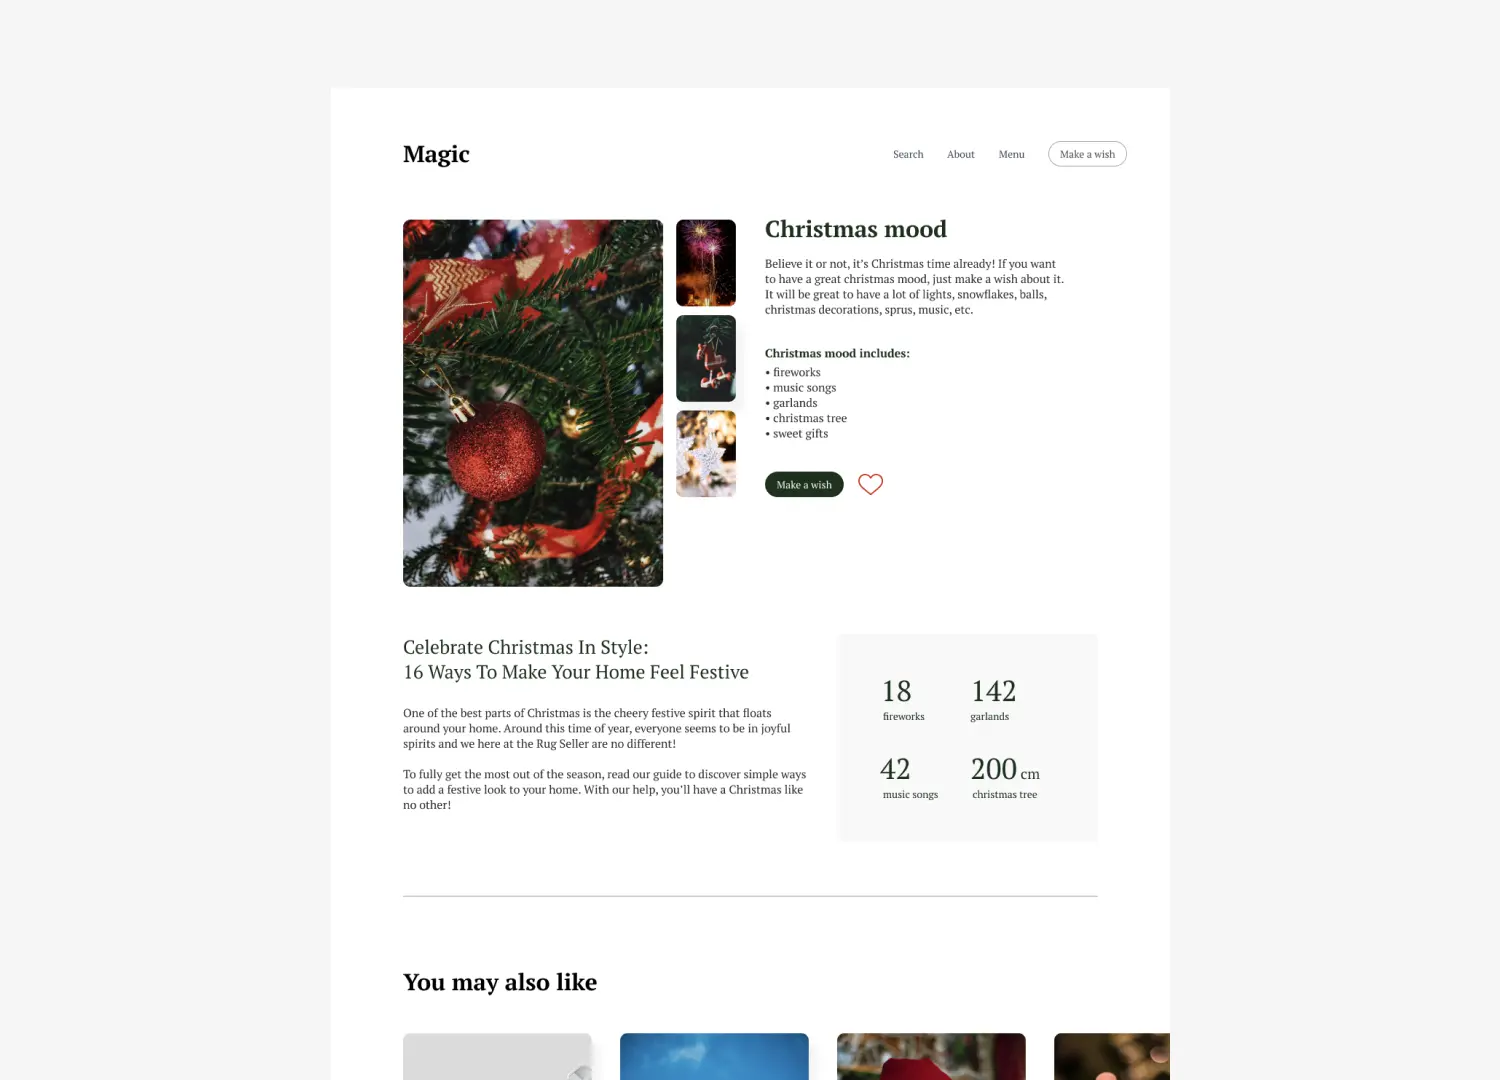 Magic
Search
About
Menu
Make a wish
Christmas mood
Believe it or not, it’s Christmas time already! If you want
to have a great christmas mood, just make a wish about it.
It will be great to have a lot of lights, snowflakes, balls,
christmas decorations, sprus, music, etc.
Christmas mood includes:
• fireworks
• music songs
• garlands
• christmas tree
• sweet gifts
Make a wish
Celebrate Christmas In Style:
16 Ways To Make Your Home Feel Festive
One of the best parts of Christmas is the cheery festive spirit that floats
around your home. Around this time of year, everyone seems to be in joyful
spirits and we here at the Rug Seller are no different!
To fully get the most out of the season, read our guide to discover simple ways
to add a festive look to your home. With our help, you’ll have a Christmas like
no other!
18
fireworks
142
garlands
42
music songs
200 cm
christmas tree
You may also like